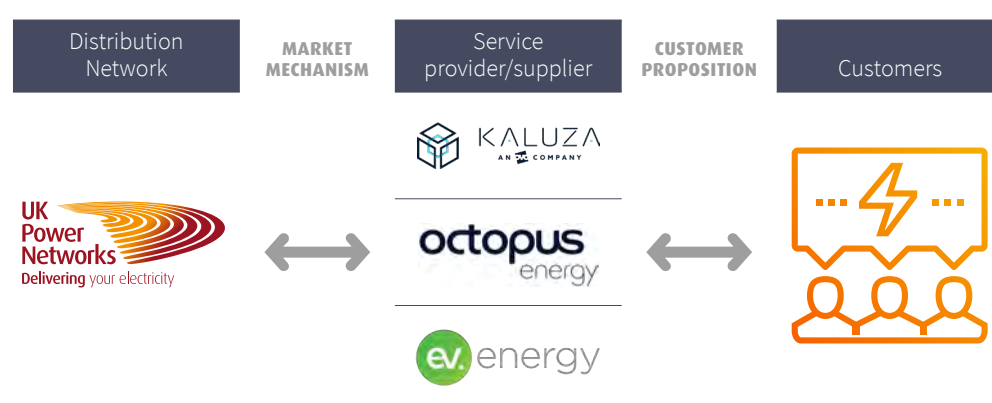 Distribution
Network
MARKET
MECHANISM
Service
provider/supplier
CUSTOMER
PROPOSITION
Customers
KALUZA
AN OVO COMPANY
UK
Power
Networks
Delivering your electricity
octopus
energy
ev.energy